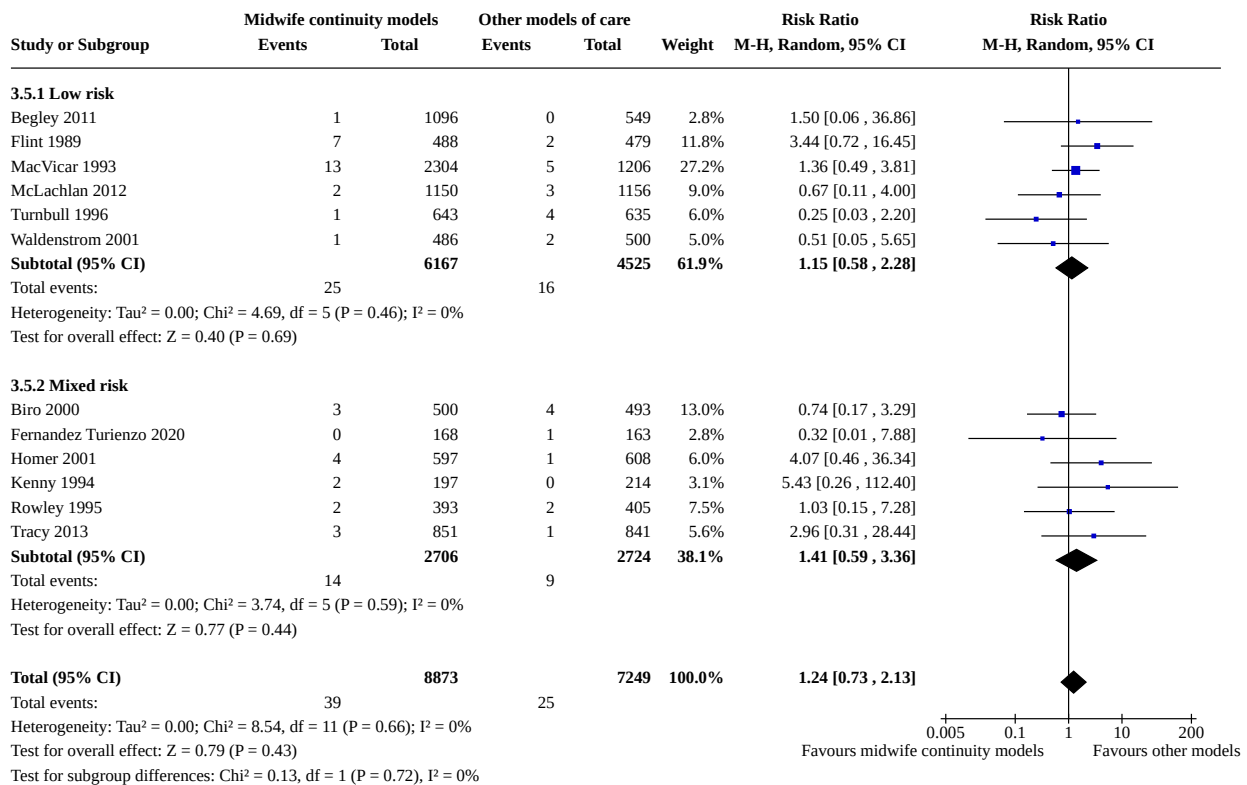 Midwife continuity models Other models of care Risk Ratio Risk Ratio
Study or Subgroup Events Total Events Total Weight M-H, Random, 95% CI M-H, Random, 95% CI
3.5.1 Low risk
Begley 2011 1 1096 0 549 2.8% 1.50 [0.06 , 36.86]
Flint 1989 7 488 2 479 11.8% 3.44 [0.72 , 16.45]
MacVicar 1993 13 2304 5 1206 27.2% 1.36 [0.49 , 3.81]
McLachlan 2012 2 1150 3 1156 9.0% 0.67 [0.11 , 4.00]
Turnbull 1996 1 643 4 635 6.0% 0.25 [0.03 , 2.20]
Waldenstrom 2001 1 486 2 500 5.0% 0.51 [0.05 , 5.65]
Subtotal (95% CI) 6167 4525 61.9% 1.15 [0.58 , 2.28]
Total events: 25 16
Heterogeneity: Tau² = 0.00; Chi² = 4.69, df = 5 (P = 0.46); I² = 0%
Test for overall effect: Z = 0.40 (P = 0.69)
3.5.2 Mixed risk
Biro 2000 3 500 4 493 13.0% 0.74 [0.17 , 3.29]
Fernandez Turienzo 2020 0 168 1 163 2.8% 0.32 [0.01 , 7.88]
Homer 2001 4 597 1 608 6.0% 4.07 [0.46 , 36.34]
Kenny 1994 2 197 0 214 3.1% 5.43 [0.26 , 112.40]
Rowley 1995 2 393 2 405 7.5% 1.03 [0.15 , 7.28]
Tracy 2013 3 851 1 841 5.6% 2.96 [0.31 , 28.44]
Subtotal (95% CI) 2706 2724 38.1% 1.41 [0.59 , 3.36]
Total events: 14 9
Heterogeneity: Tau² = 0.00; Chi² = 3.74, df = 5 (P = 0.59); I² = 0%
Test for overall effect: Z = 0.77 (P = 0.44)
Total (95% CI) 8873 7249 100.0% 1.24 [0.73 , 2.13]
Total events: 39 25
Heterogeneity: Tau² = 0.00; Chi² = 8.54, df = 11 (P = 0.66); I² = 0%
0.005 0.1 1 10 200
Test for overall effect: Z = 0.79 (P = 0.43) Favours midwife continuity models Favours other models
Test for subgroup differences: Chi² = 0.13, df = 1 (P = 0.72), I² = 0%